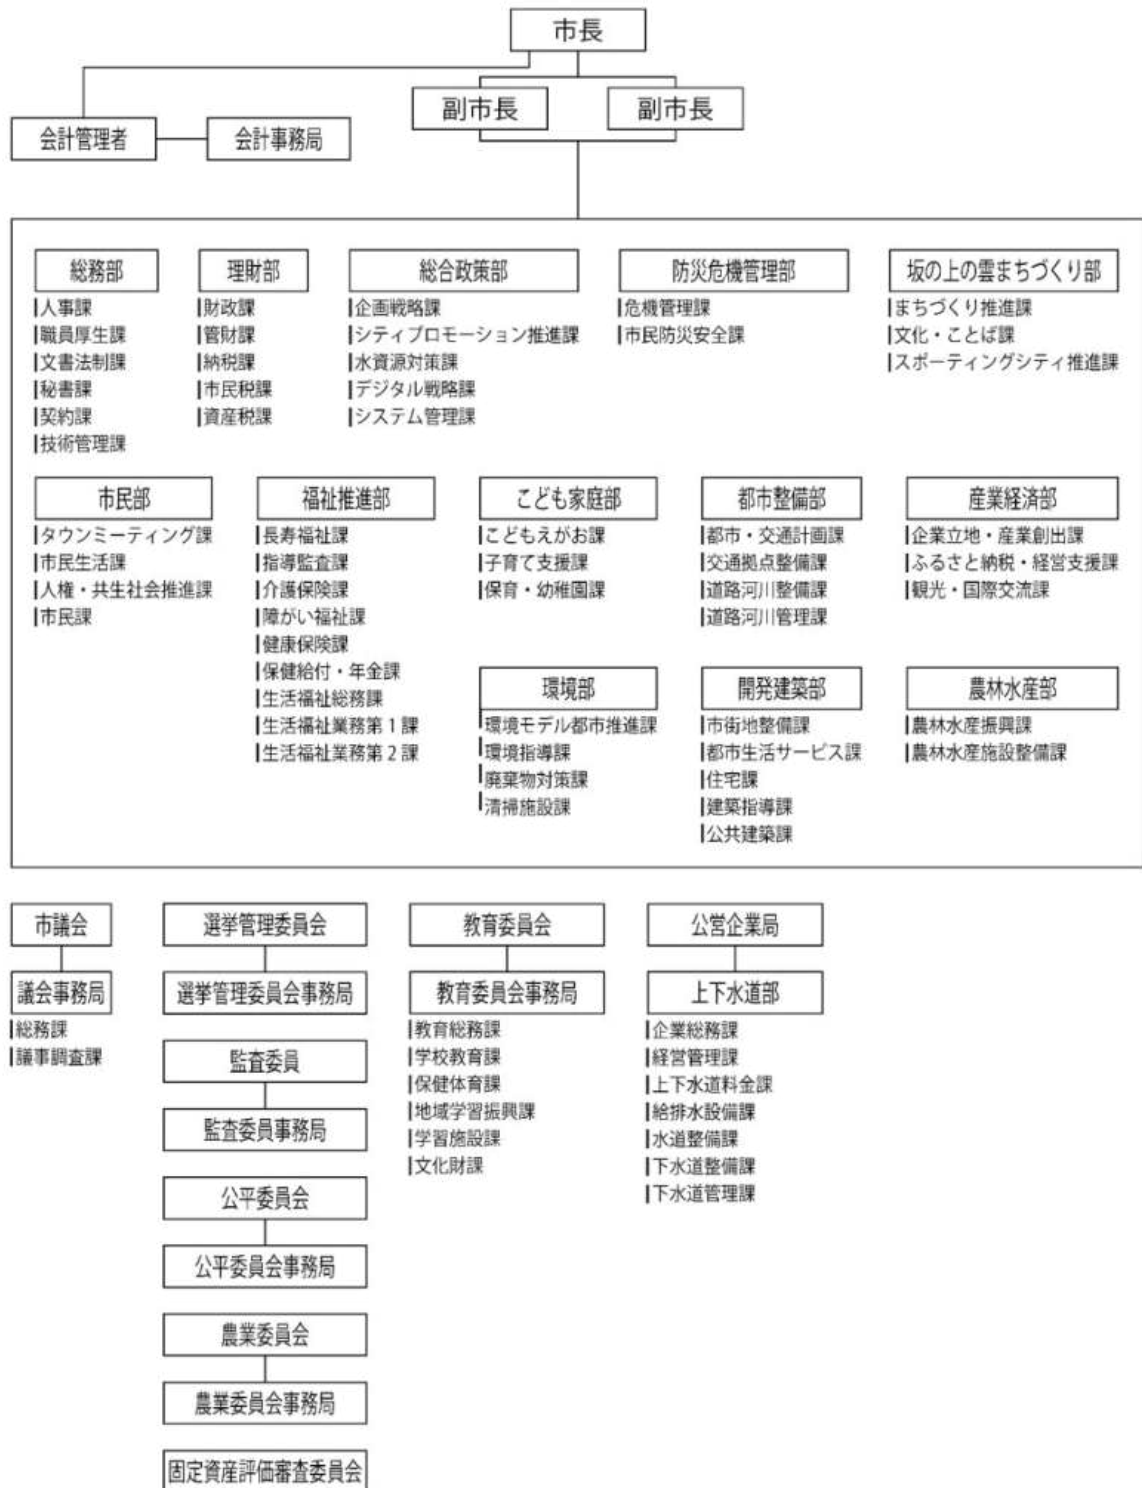 市長
副市長
副市長
会計管理者
会計事務局
総務部
人事課
職員厚生課
文書法制課
秘書課
契約課
技術管理課
理財部
財政課
管財課
納税課
市民税課
資産税課
総合政策部
企画戦略課
シティプロモーション推進課
水資源対策課
デジタル戦略課
システム管理課
防災危機管理部
危機管理課
市民防災安全課
坂の上の雲まちづくり部
まちづくり推進課
文化・ことば課
スポーティングシティ推進課
市民部
タウンミーティング課
市民生活課
人権・共生社会推進課
市民課
福祉推進部
長寿福祉課
指導監査課
介護保険課
障がい福祉課
健康保険課
保健給付・年金課
生活福祉総務課
生活福祉業務第1課
生活福祉業務第2課
こども家庭部
こどもえがお課
子育て支援課
保育・幼稚園課
都市整備部
都市・交通計画課
交通拠点整備課
道路河川整備課
道路河川管理課
産業経済部
企業立地・産業創出課
ふるさと納税・経営支援課
観光・国際交流課
環境部
環境モデル都市推進課
環境指導課
廃棄物対策課
清掃施設課
開発建築部
市街地整備課
都市生活サービス課
住宅課
建築指導課
公共建築課
農林水産部
農林水産振興課
農林水産施設整備課
市議会
議会事務局
総務課
議事調査課
選挙管理委員会
選挙管理委員会事務局
監査委員
監査委員事務局
公平委員会
公平委員会事務局
農業委員会
農業委員会事務局
固定資産評価審査委員会
教育委員会
教育委員会事務局
教育総務課
学校教育課
保健体育課
地域学習振興課
学習施設課
文化財課
公営企業局
上下水道部
企業総務課
経営管理課
上下水道料金課
給排水設備課
水道整備課
下水道整備課
下水道管理課